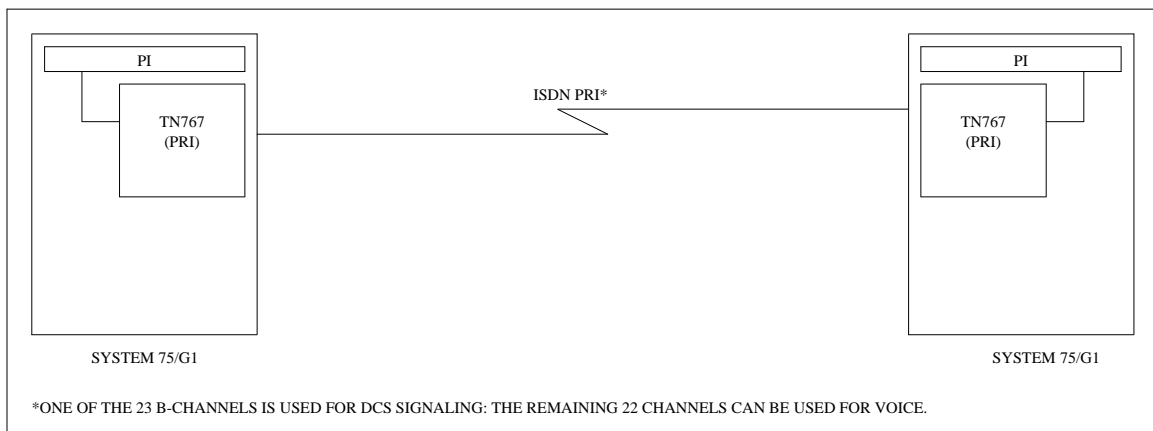 PI
PI
ISDN PRI*
TN767
(PRI)
TN767
(PRI)
SYSTEM 75/G1
SYSTEM 75/G1
*ONE OF THE 23 B-CHANNELS IS USED FOR DCS SIGNALING: THE REMAINING 22 CHANNELS CAN BE USED FOR VOICE.